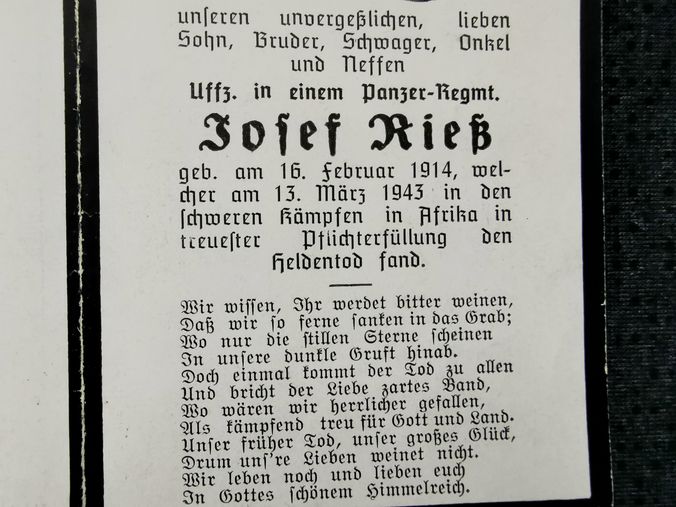 unſeren unvergeßlichen, lieben
Sohn, Bruder, Schwager, Onkel
und Neffen
Uffz. in einem Panzer-Regmt.
Joſef Rieß
geb. am 16. Februar 1914, wel-
cher am 13. März 1943 in den
ſchweren Kämpfen in Afrika in
treueſter Pflichterfüllung den
Heldentod fand.
Wir wiſſen, Ihr werdet bitter weinen,
Daß wir ſo ferne ſanken in das Grab;
Wo nur die ſtillen Sterne ſcheinen
In unſere dunkle Gruft hinab.
Doch einmal kommt der Tod zu allen
Und bricht der Liebe zartes Band,
Wo wären wir herrlicher gefallen,
Als kämpfend treu für Gott und Land.
Unſer früher Tod, unſer großes Glück,
Drum unſ're Lieben weinet nicht.
Wir leben noch und lieben euch
In Gottes ſchönem Himmelreich.